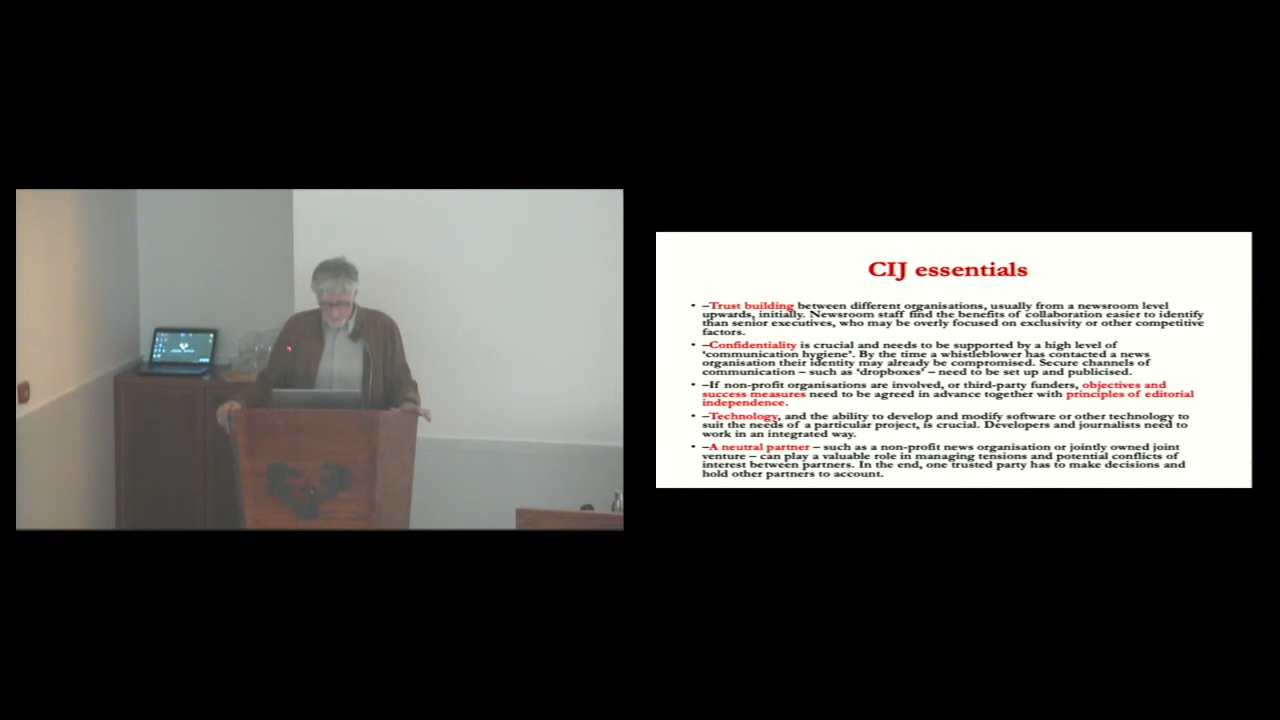 CIJ essentials
• –Trust building between different organisations, usually from a newsroom level
upwards, initially. Newsroom staff find the benefits of collaboration easier to identify
than senior executives, who may be overly focused on exclusivity or other competitive
factors.
• –Confidentiality is crucial and needs to be supported by a high level of
‘communication hygiene’. By the time a whistleblower has contacted a news
organisation their identity may already be compromised. Secure channels of
communication – such as ‘dropboxes’ – need to be set up and publicised.
• –If non-profit organisations are involved, or third-party funders, objectives and
success measures need to be agreed in advance together with principles of editorial
independence.
• –Technology, and the ability to develop and modify software or other technology to
suit the needs of a particular project, is crucial. Developers and journalists need to
work in an integrated way.
• –A neutral partner – such as a non-profit news organisation or jointly owned joint
venture – can play a valuable role in managing tensions and potential conflicts of
interest between partners. In the end, one trusted party has to make decisions and
hold other partners to account.